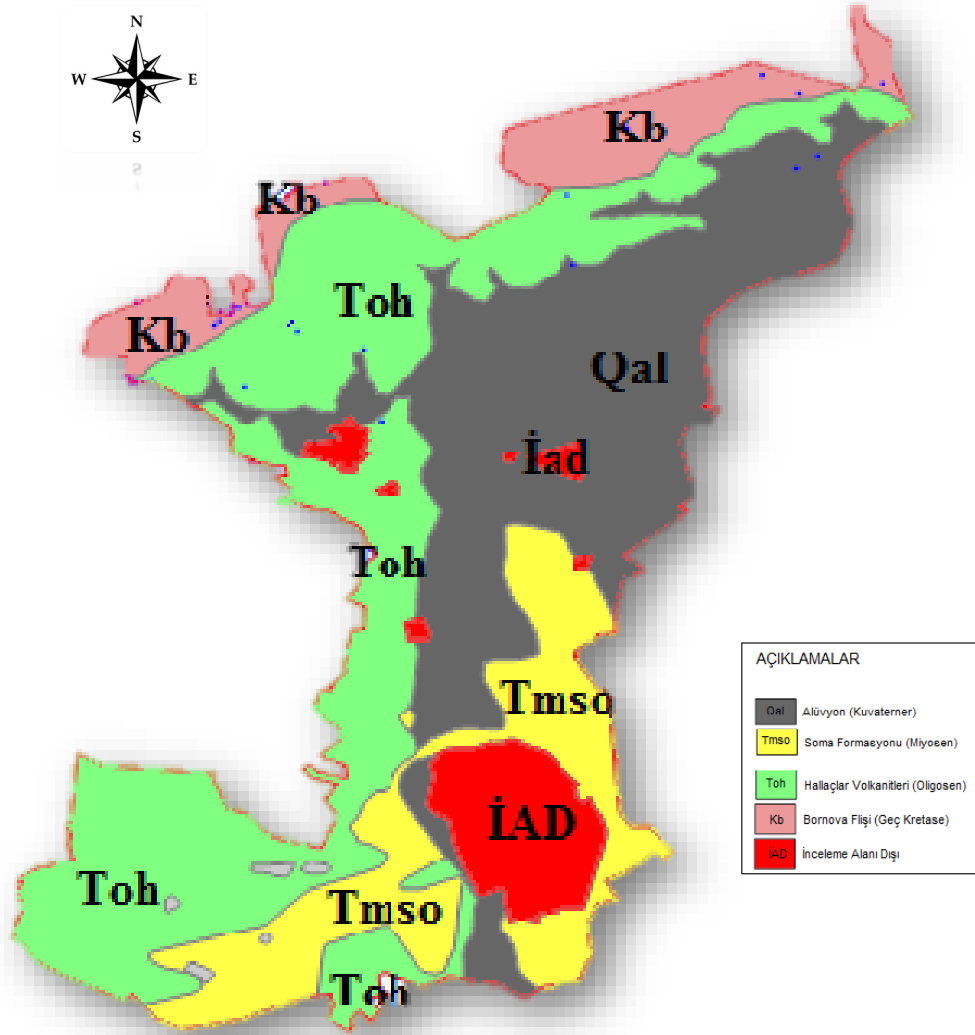 N
W E
S
Kb
Kb
Toh
Kb
Qal
İad
Toh
Tmso
İAD
Toh
Tmso
Toh
AÇIKLAMALAR
Qal Alüvyon (Kuvaterner)
Tmso Soma Formasyonu (Miyosen)
Toh Hallaçlar Volkanitleri (Oligosen)
Kb Bornova Flişi (Geç Kretase)
İAD İnceleme Alanı Dışı